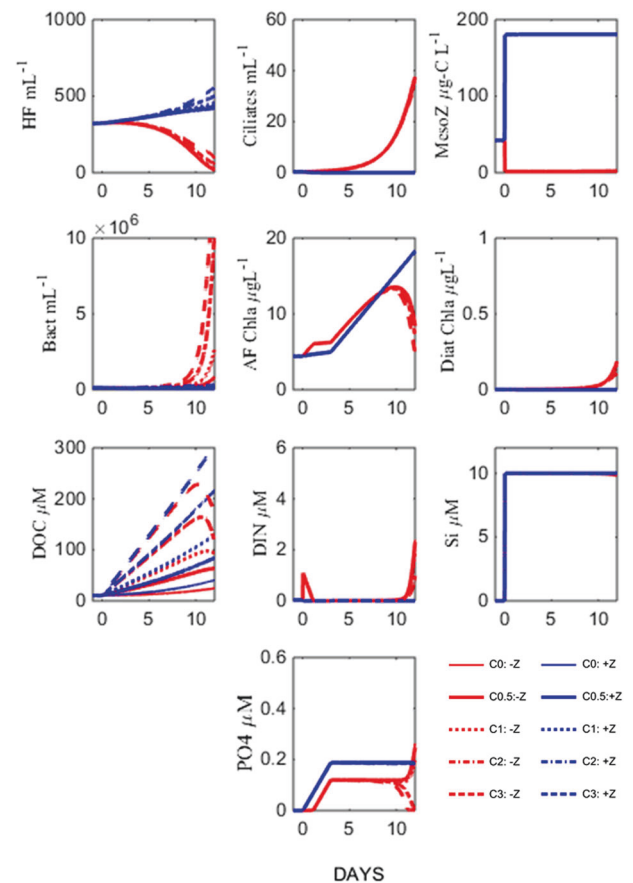 HF mL-1
1000
500
0
0 5 10
Ciliates mL-1
60
40
20
0
0 5 10
MesoZ µg-C L-1
200
100
0
0 5 10
Bact mL-1
× 10^6
10
5
0
0 5 10
AF Chla µgL-1
20
10
0
0 5 10
Diat Chla µgL-1
1
0.5
0
0 5 10
DOC µM
300
200
100
0
0 5 10
DIN µM
6
4
2
0
0 5 10
Si µM
10
5
0
0 5 10
PO4 µM
0.6
0.4
0.2
0
0 5 10
C0: -Z C0: +Z
C0.5:-Z C0.5:+Z
C1: -Z C1: +Z
C2: -Z C2: +Z
C3: -Z C3: +Z
DAYS